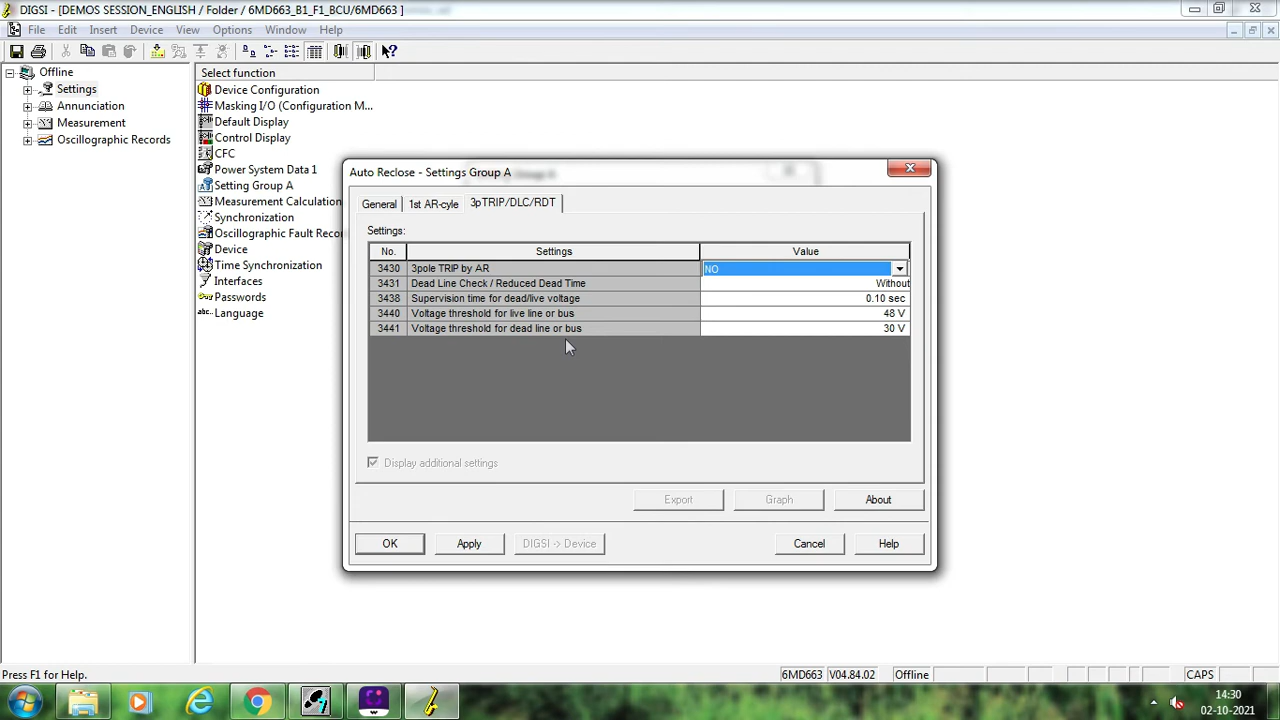 DIGSI - [DEMOS SESSION_ENGLISH / Folder / 6MD663_B1_F1_BCU/6MD663 ]
File Edit Insert Device View Options Window Help
Offline
Settings
Annunciation
Measurement
Oscillographic Records
Select function
Device Configuration
Masking I/O (Configuration M...
Default Display
Control Display
CFC
Power System Data 1
Setting Group A
Measurement Calculation
Synchronization
Oscillographic Fault Recor
Device
Time Synchronization
Interfaces
Passwords
abc. Language
Auto Reclose - Settings Group A
General 1st AR-cyle 3pTRIP/DLC/RDT
Settings:
No. Settings Value
3430 3pole TRIP by AR NO
3431 Dead Line Check / Reduced Dead Time Without
3438 Supervision time for dead/live voltage 0.10 sec
3440 Voltage threshold for live line or bus 48 V
3441 Voltage threshold for dead line or bus 30 V
Display additional settings
Export Graph About
OK Apply DIGSI -> Device Cancel Help
Press F1 for Help. 6MD663 V04.84.02 Offline CAPS
14:30
02-10-2021